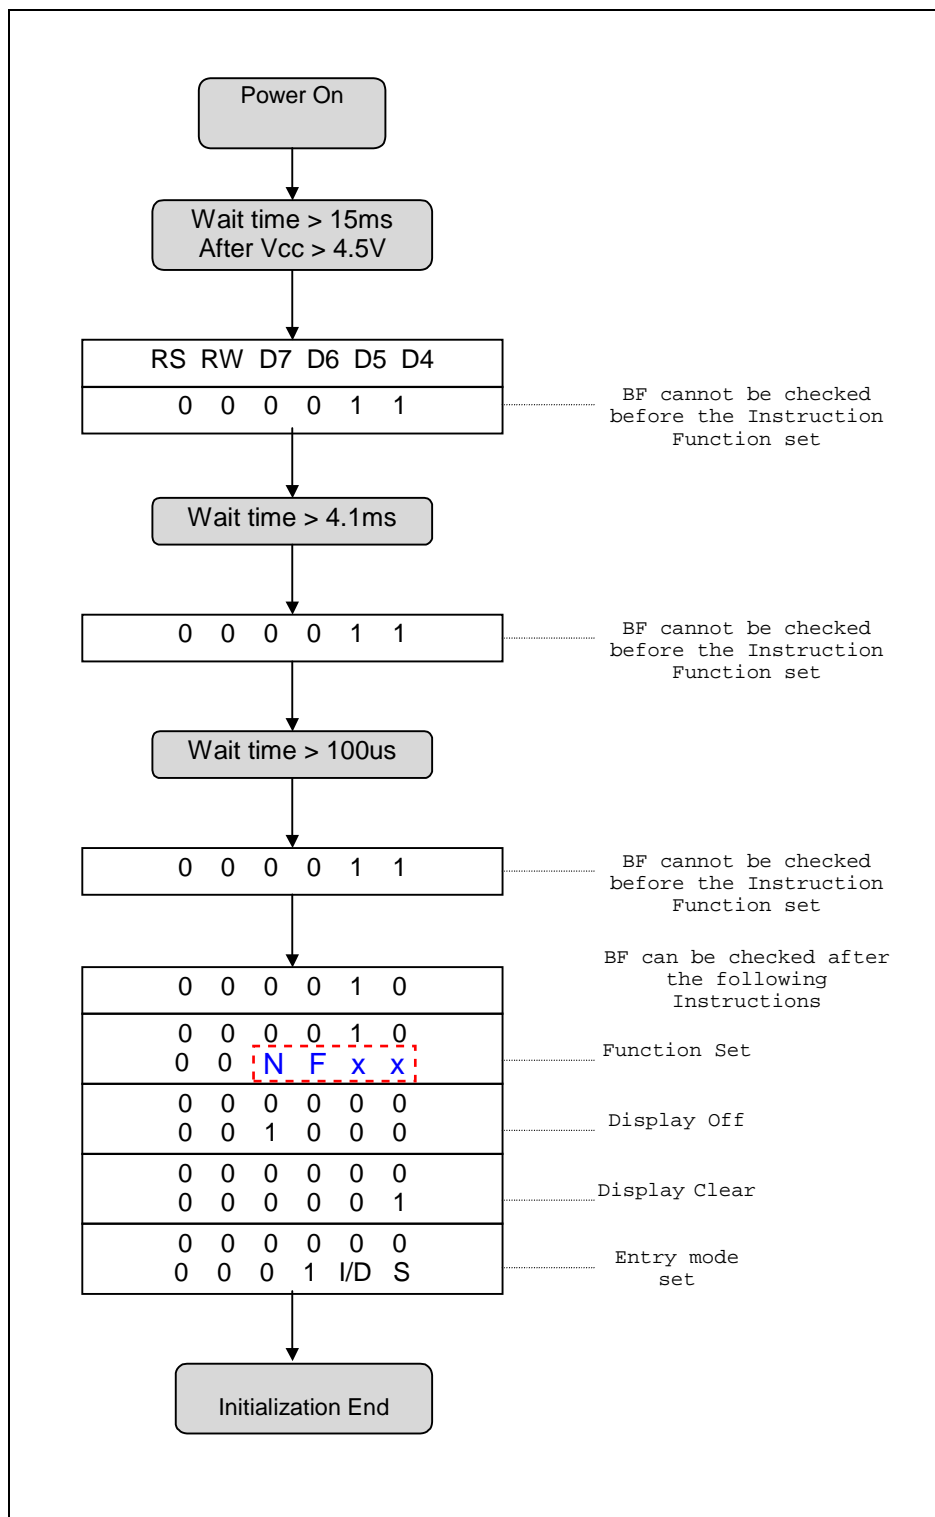 Power On
Wait time > 15ms
After Vcc > 4.5V
RS RW D7 D6 D5 D4
0 0 0 0 1 1
BF cannot be checked
before the Instruction
Function set
Wait time > 4.1ms
0 0 0 0 1 1
BF cannot be checked
before the Instruction
Function set
Wait time > 100us
0 0 0 0 1 1
BF cannot be checked
before the Instruction
Function set
BF can be checked after
the following
Instructions
0 0 0 0 1 0
0 0 0 0 1 0
0 0 N F x x
Function Set
0 0 0 0 0 0
0 0 1 0 0 0
Display Off
0 0 0 0 0 0
0 0 0 0 0 1
Display Clear
0 0 0 0 0 0
0 0 0 1 I/D S
Entry mode
set
Initialization End